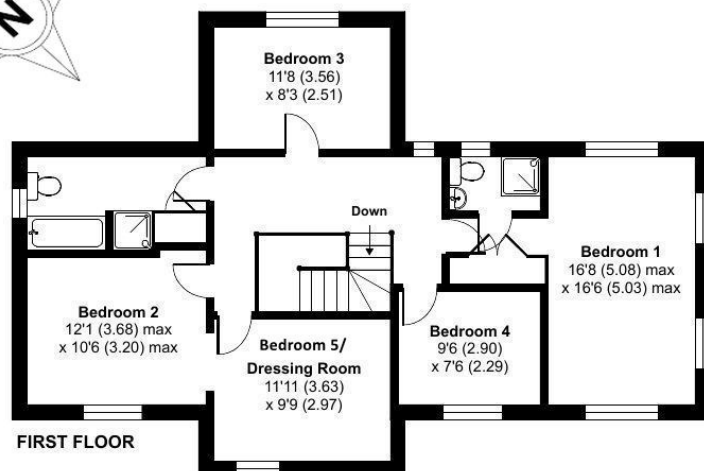 N
Bedroom 3
11'8 (3.56)
x 8'3 (2.51)
Down
Bedroom 1
16'8 (5.08) max
x 16'6 (5.03) max
Bedroom 2
12'1 (3.68) max
x 10'6 (3.20) max
Bedroom 5/
Dressing Room
11'11 (3.63)
x 9'9 (2.97)
Bedroom 4
9'6 (2.90)
x 7'6 (2.29)
FIRST FLOOR